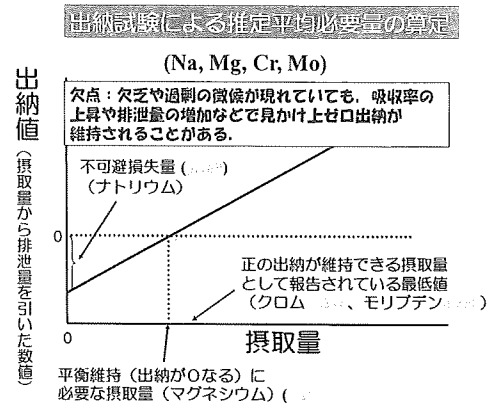 出納試験による推定平均必要量の算定
(Na, Mg, Cr, Mo)
欠点：欠乏や過剰の徴候が現れていても，吸収率の
上昇や排泄量の増加などで見かけ上ゼロ出納が
維持されることがある．
出納値
（摂取量から排泄量を引いた数値）
不可避損失量 (
（ナトリウム）
0
正の出納が維持できる摂取量
として報告されている最低値
（クロム 、モリブデン ）
0
摂取量
平衡維持（出納が0なる）に
必要な摂取量（マグネシウム）(